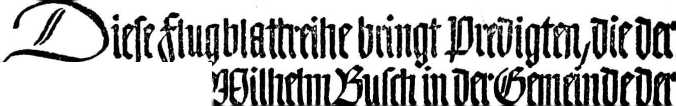 Diese Flugblattreihe bringt Predigten, die der
Wilhelm Busch in der Gemeinde der